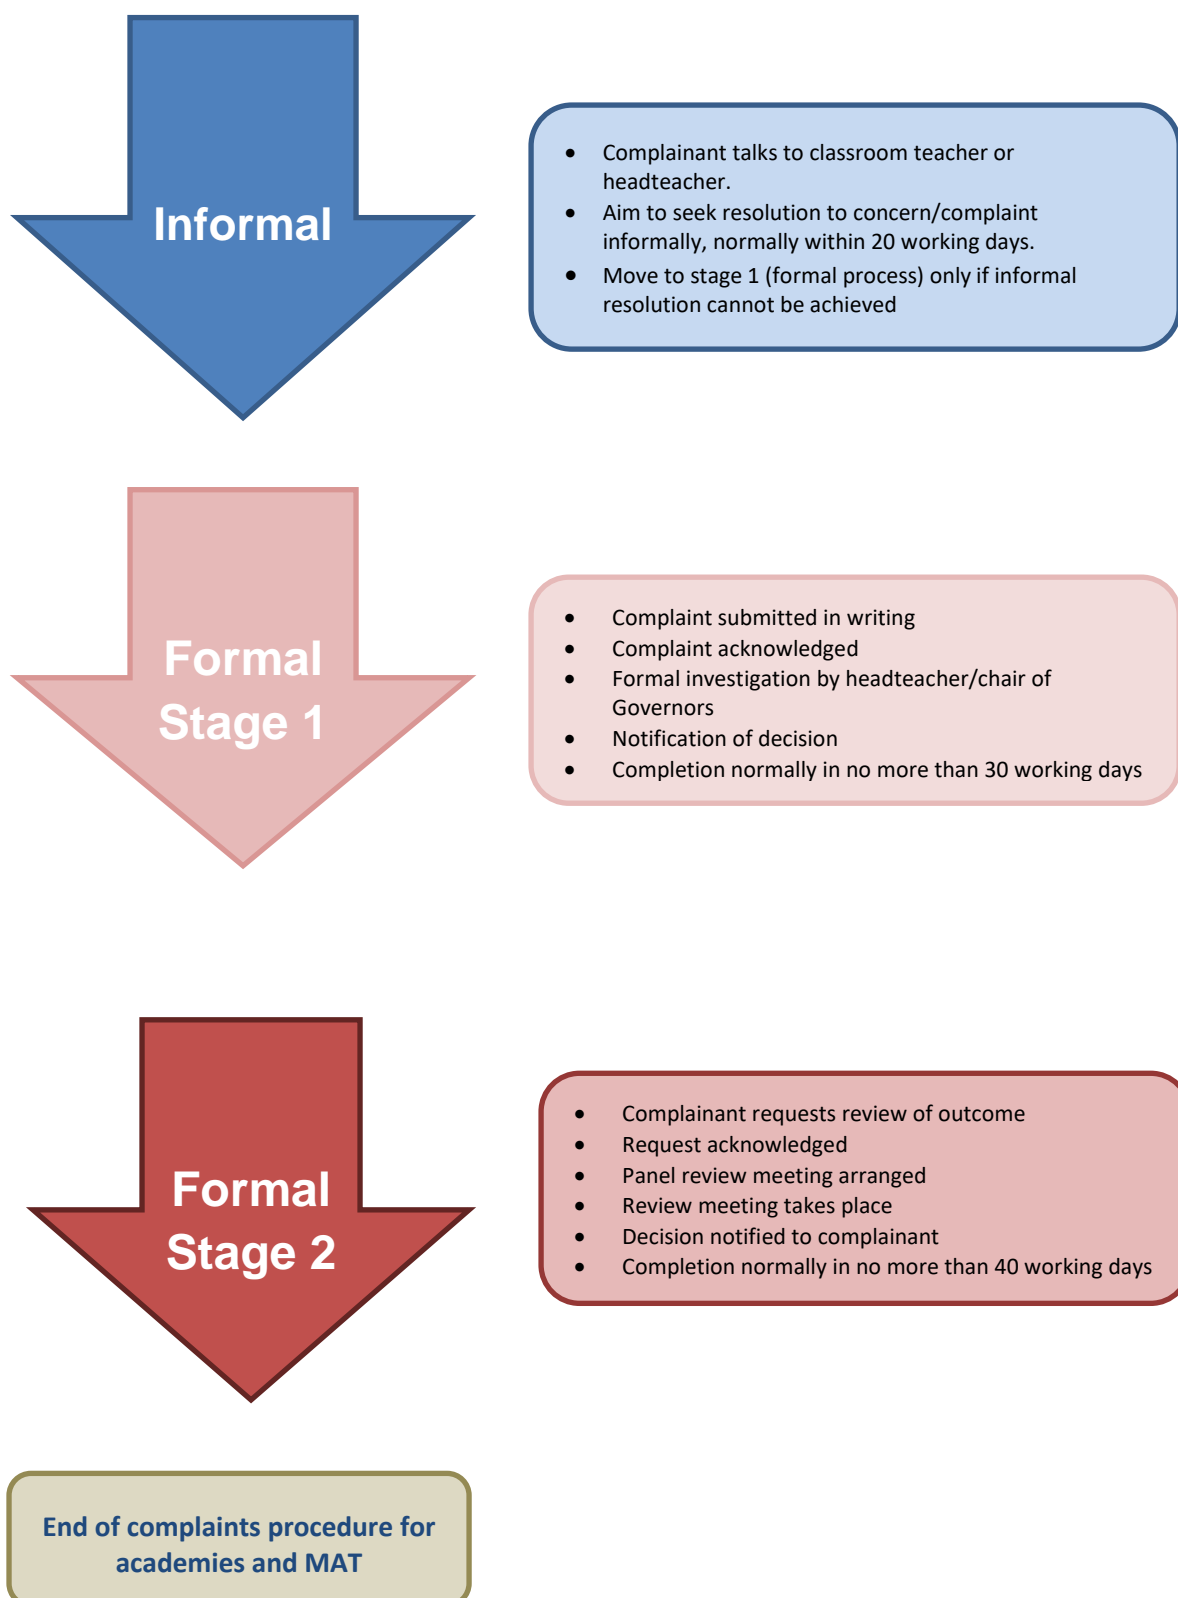 Informal
• Complainant talks to classroom teacher or
headteacher.
• Aim to seek resolution to concern/complaint
informally, normally within 20 working days.
• Move to stage 1 (formal process) only if informal
resolution cannot be achieved
Formal
Stage 1
• Complaint submitted in writing
• Complaint acknowledged
• Formal investigation by headteacher/chair of
Governors
• Notification of decision
• Completion normally in no more than 30 working days
Formal
Stage 2
• Complainant requests review of outcome
• Request acknowledged
• Panel review meeting arranged
• Review meeting takes place
• Decision notified to complainant
• Completion normally in no more than 40 working days
End of complaints procedure for
academies and MAT